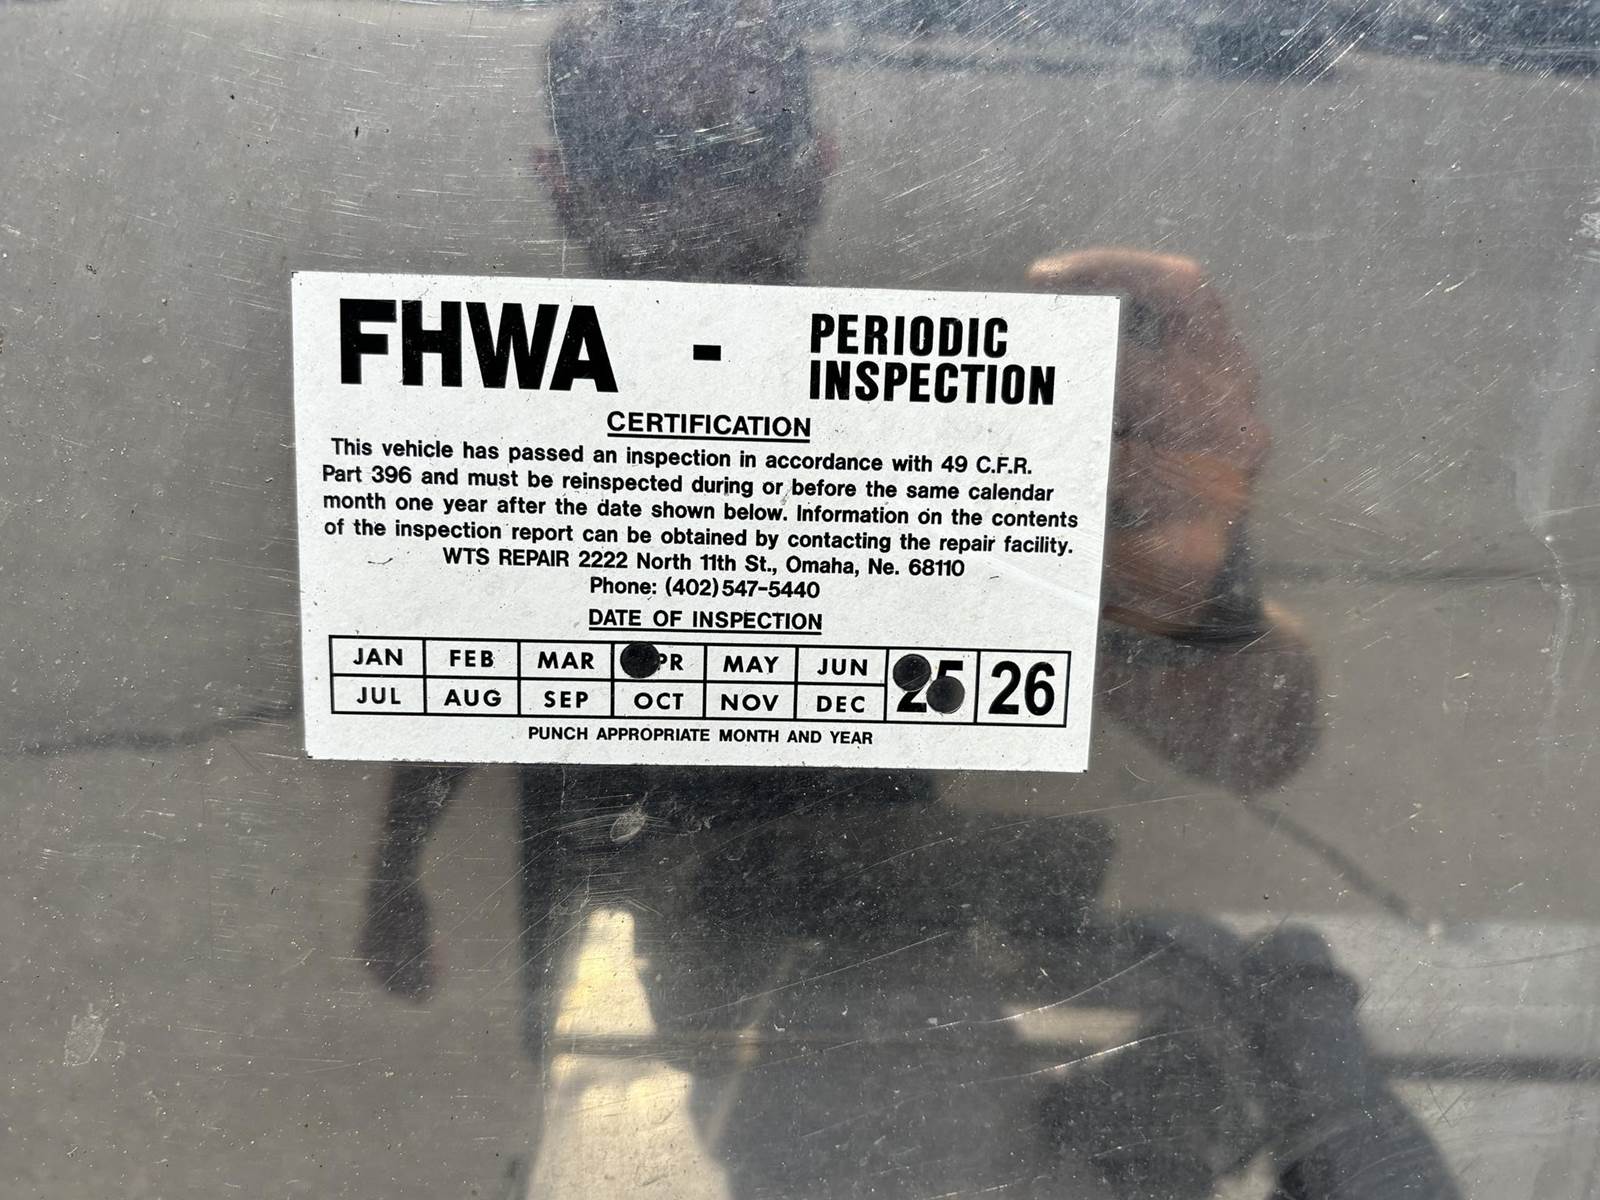 FHWA - PERIODIC
INSPECTION
CERTIFICATION
This vehicle has passed an inspection in accordance with 49 C.F.R.
Part 396 and must be reinspected during or before the same calendar
month one year after the date shown below. Information on the contents
of the inspection report can be obtained by contacting the repair facility.
WTS REPAIR 2222 North 11th St., Omaha, Ne. 68110
Phone: (402)547-5440
DATE OF INSPECTION
JAN FEB MAR APR MAY JUN 25 26
JUL AUG SEP OCT NOV DEC
PUNCH APPROPRIATE MONTH AND YEAR